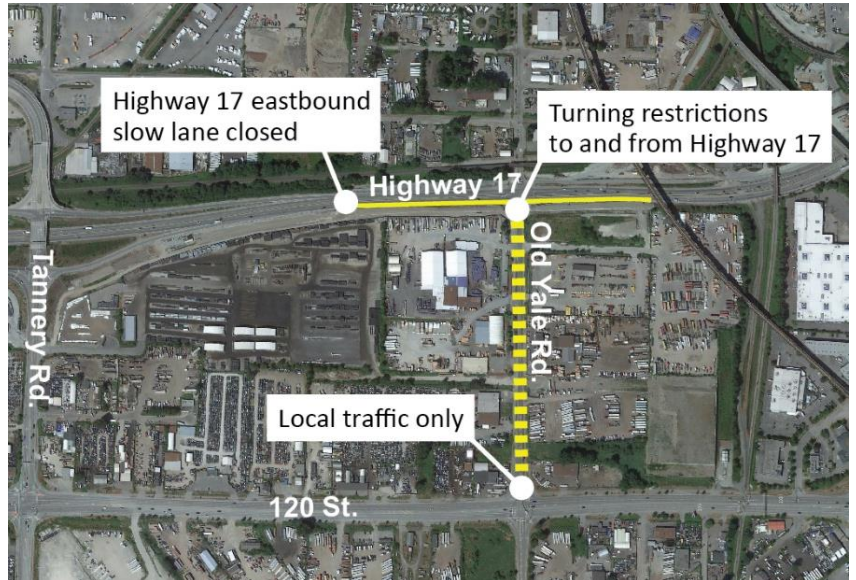 Highway 17 eastbound
slow lane closed
Turning restrictions
to and from Highway 17
Highway 17
Tannery Rd.
Old Yale Rd.
Local traffic only
120 St.